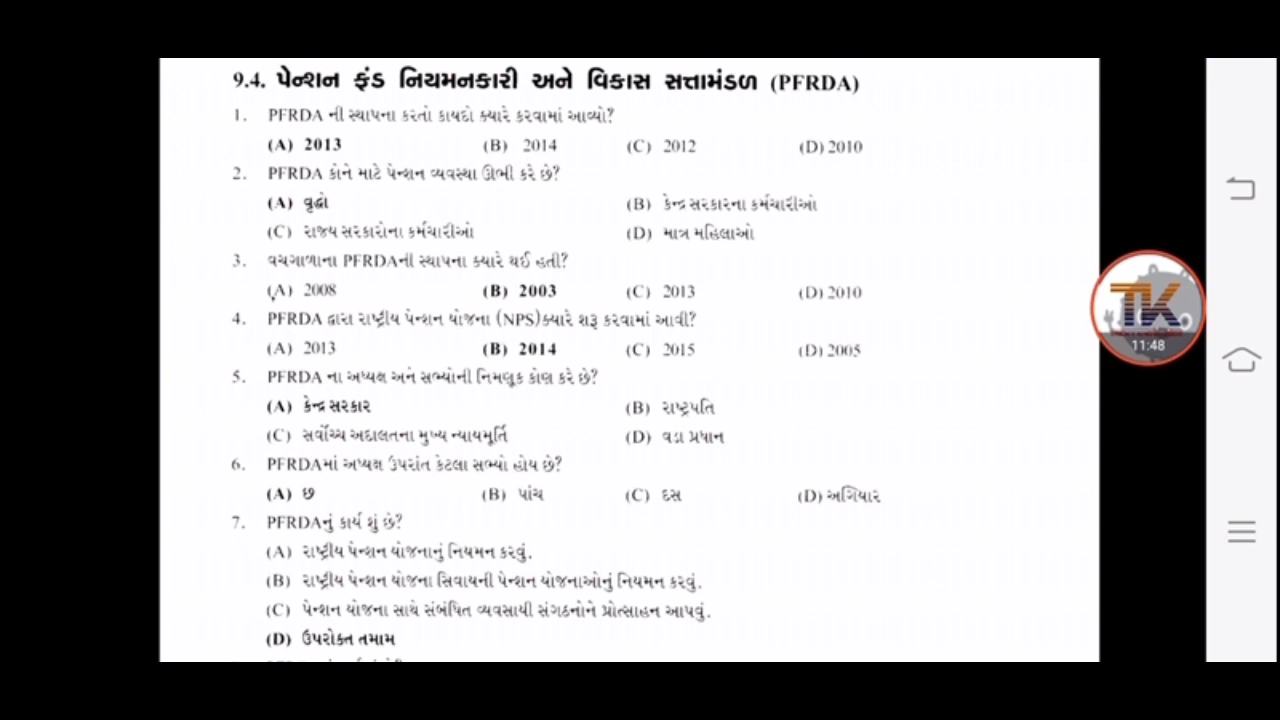 9.4. પેન્શન ફંડ નિયમનકારી અને વિકાસ સત્તામંડળ (PFRDA)
1. PFRDA ની સ્થાપના કરતો કાયદો ક્યારે કરવામાં આવ્યો?
(A) 2013 (B) 2014 (C) 2012 (D) 2010
2. PFRDA કોને માટે પેન્શન વ્યવસ્થા ઊભી કરે છે?
(A) વૃદ્ધો (B) કેન્દ્ર સરકારના કર્મચારીઓ
(C) રાજ્ય સરકારોના કર્મચારીઓ (D) માત્ર મહિલાઓ
3. વચગાળાના PFRDAની સ્થાપના ક્યારે થઈ હતી?
(A) 2008 (B) 2003 (C) 2013 (D) 2010
4. PFRDA દ્વારા રાષ્ટ્રીય પેન્શન યોજના (NPS)ક્યારે શરૂ કરવામાં આવી?
(A) 2013 (B) 2014 (C) 2015 (D) 2005
5. PFRDA ના અધ્યક્ષ અને સભ્યોની નિમણૂક કોણ કરે છે?
(A) કેન્દ્ર સરકાર (B) રાષ્ટ્રપતિ
(C) સર્વોચ્ચ અદાલતના મુખ્ય ન્યાયમૂર્તિ (D) વડા પ્રધાન
6. PFRDAમાં અધ્યક્ષ ઉપરાંત કેટલા સભ્યો હોય છે?
(A) છ (B) પાંચ (C) દસ (D) અગિયાર
7. PFRDAનું કાર્ય શું છે?
(A) રાષ્ટ્રીય પેન્શન યોજનાનું નિયમન કરવું.
(B) રાષ્ટ્રીય પેન્શન યોજના સિવાયની પેન્શન યોજનાઓનું નિયમન કરવું.
(C) પેન્શન યોજના સાથે સંબંધિત વ્યવસાયી સંગઠનોને પ્રોત્સાહન આપવું.
(D) ઉપરોક્ત તમામ
TK
11:48